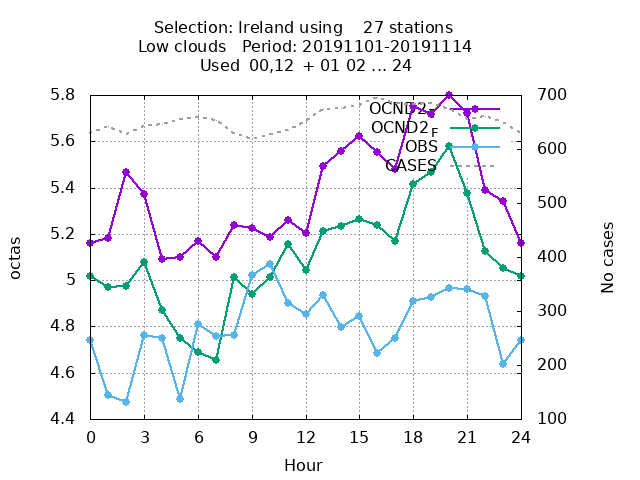 Selection: Ireland using 27 stations
Low clouds Period: 20191101-20191114
Used 00,12 + 01 02 ... 24
5.8
5.6
5.4
5.2
5
4.8
4.6
4.4
octas
700
600
500
400
300
200
100
No cases
OCND2
OCND2 F
OBS
CASES
0 3 6 9 12 15 18 21 24
Hour